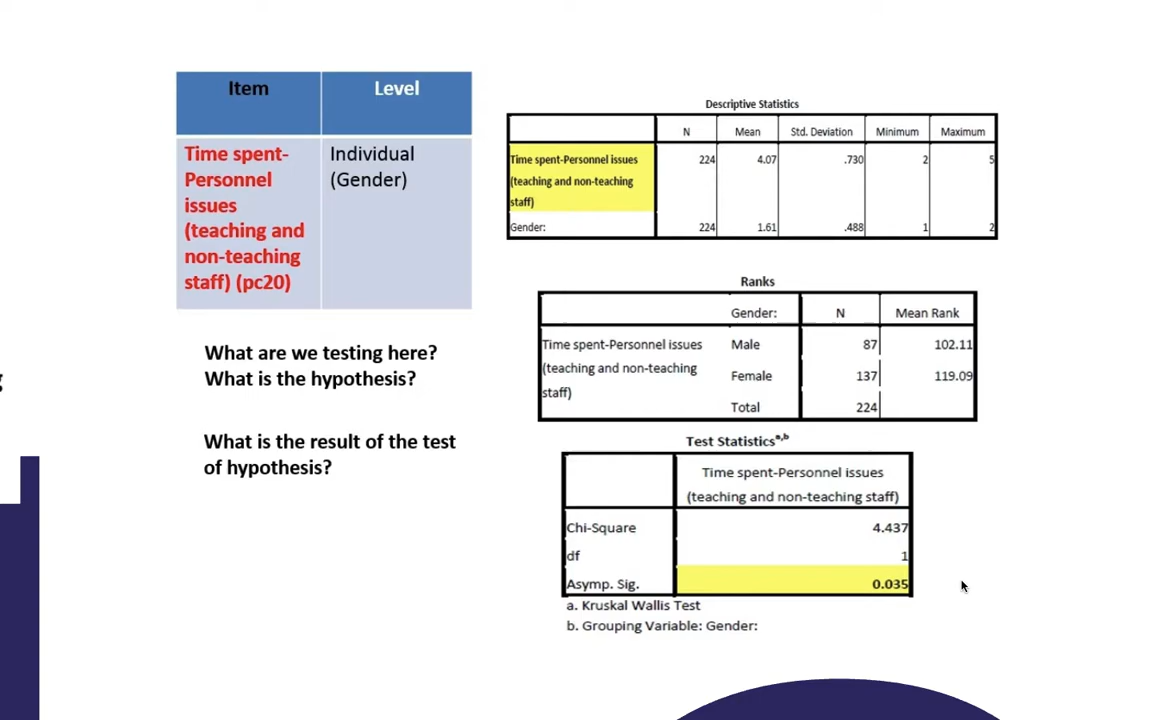 Item Level
Time spent- Individual
Personnel (Gender)
issues
(teaching and
non-teaching
staff) (pc20)
What are we testing here?
What is the hypothesis?
What is the result of the test
of hypothesis?
Descriptive Statistics
N Mean Std. Deviation Minimum Maximum
Time spent-Personnel issues 224 4.07 .730 2 5
(teaching and non-teaching
staff)
Gender: 224 1.61 .488 1 2
Ranks
Gender: N Mean Rank
Time spent-Personnel issues Male 87 102.11
(teaching and non-teaching Female 137 119.09
staff) Total 224
Test Statistics a,b
Time spent-Personnel issues
(teaching and non-teaching staff)
Chi-Square 4.437
df 1
Asymp. Sig. 0.035
a. Kruskal Wallis Test
b. Grouping Variable: Gender: